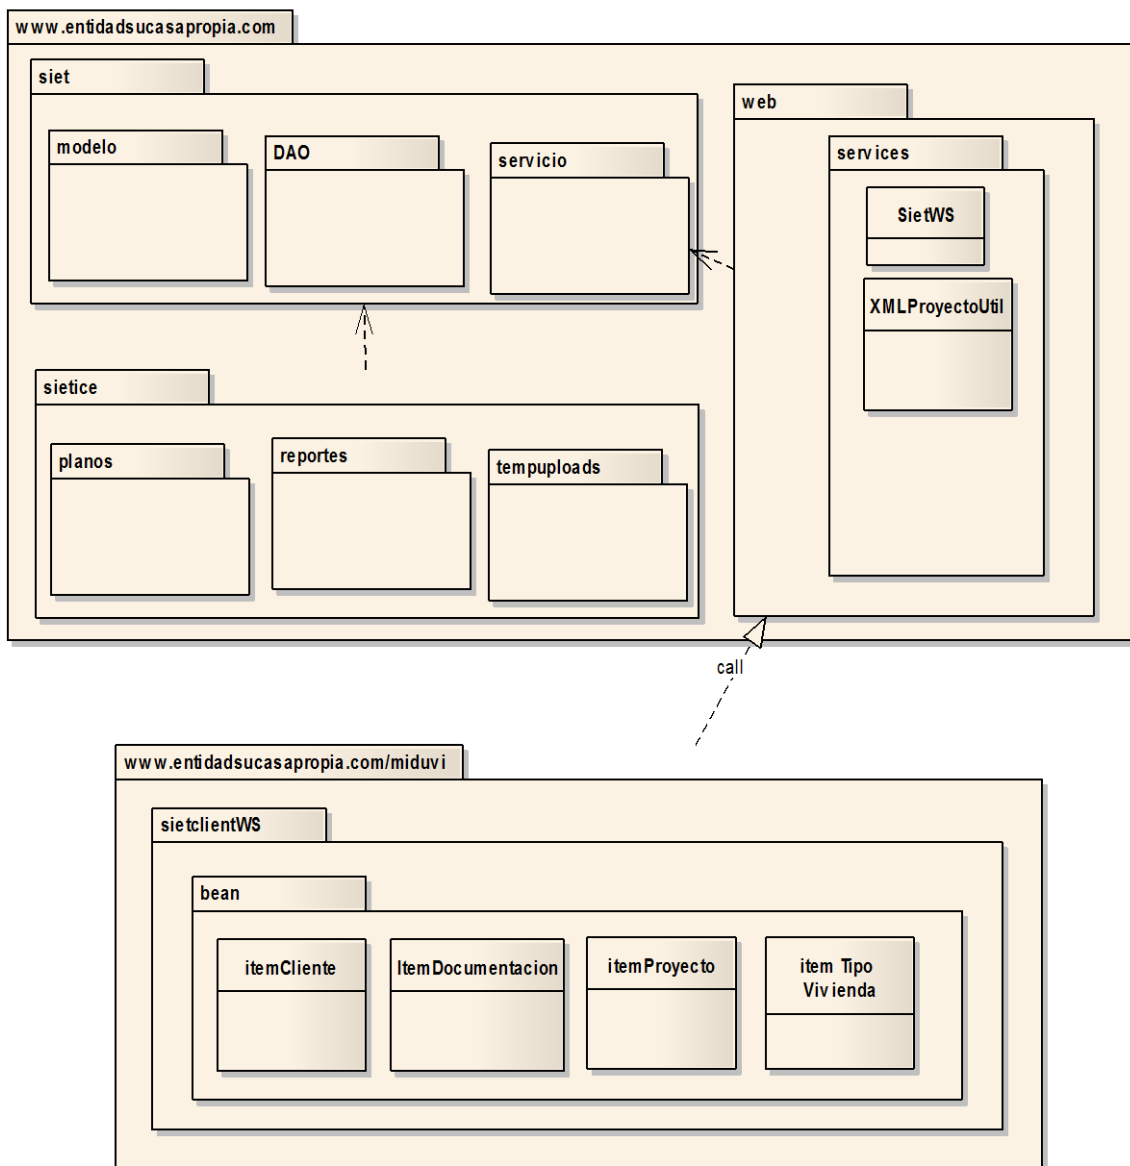 www.entidadsucasapropia.com
siet
modelo
DAO
servicio
web
services
SietWS
XMLProyectoUtil
sietice
planos
reportes
tempuploads
call
www.entidadsucasapropia.com/miduvi
sietclientWS
bean
itemCliente
ItemDocumentacion
itemProyecto
item Tipo
Vivienda